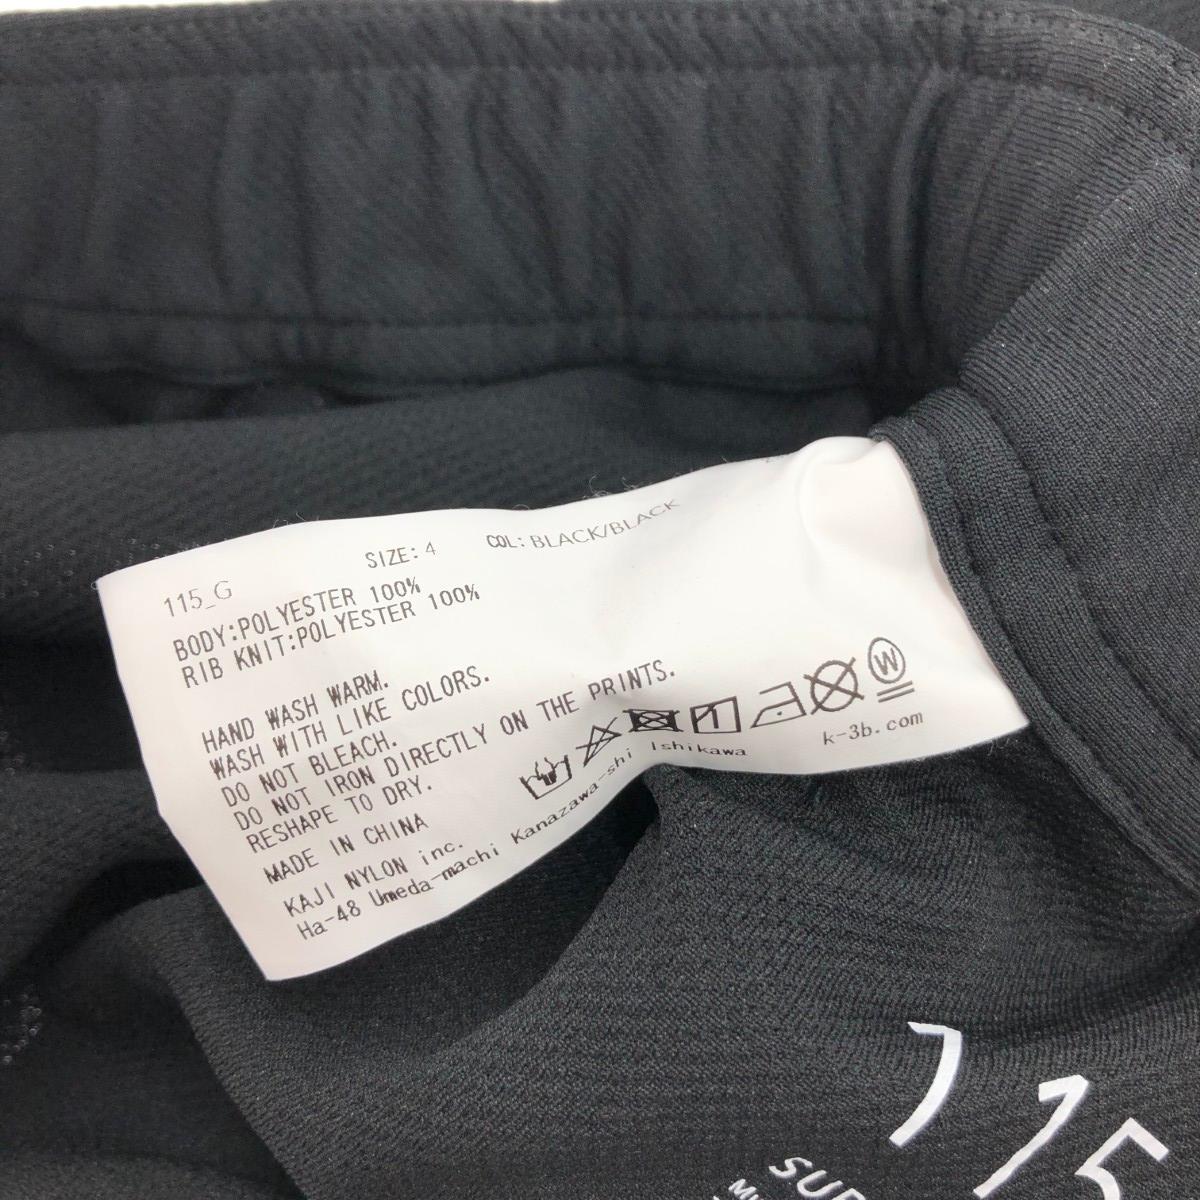 115_G SIZE: 4 COL: BLACK/BLACK
BODY:POLYESTER 100%
RIB KNIT:POLYESTER 100%
HAND WASH WARM.
WASH WITH LIKE COLORS.
DO NOT BLEACH.
DO NOT IRON DIRECTLY ON THE PRINTS.
RESHAPE TO DRY.
MADE IN CHINA
KAJI NYLON inc.
Ha-48 Umeda-machi Kanazawa-shi Ishikawa
W
k-3b.com
115